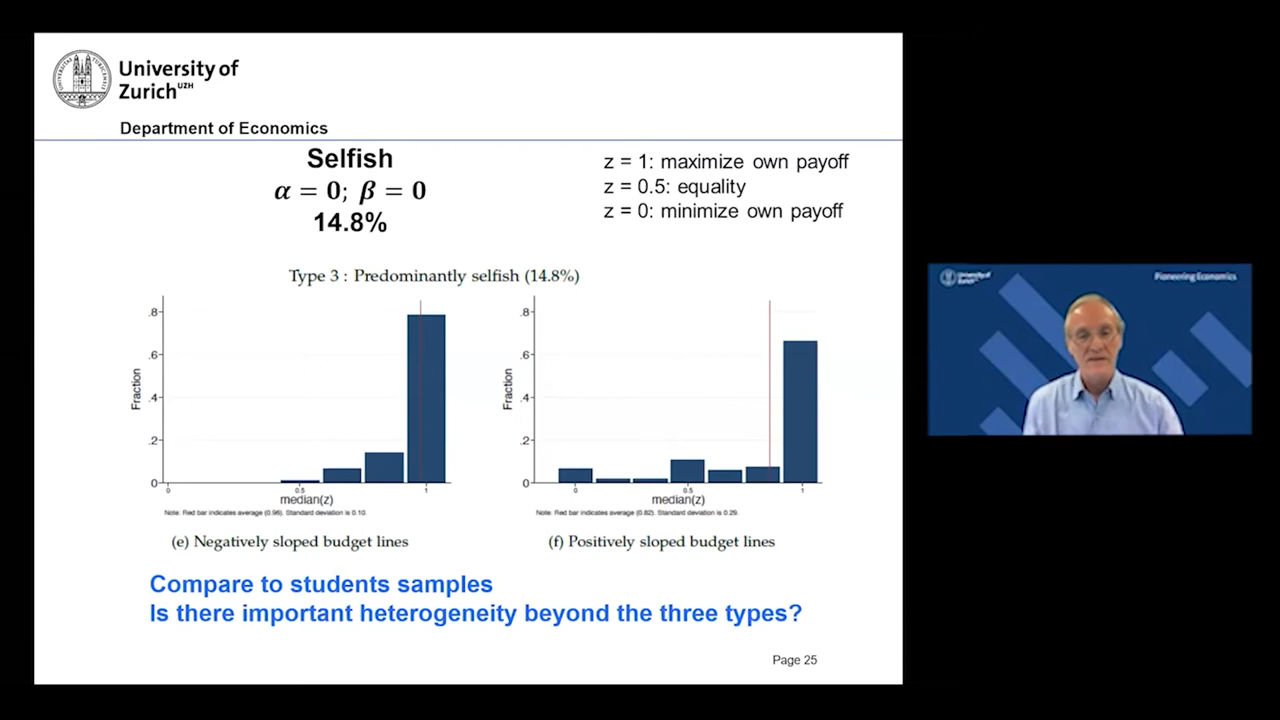 University of
Zurich UZH
Department of Economics
Selfish
α = 0; β = 0
14.8%
z = 1: maximize own payoff
z = 0.5: equality
z = 0: minimize own payoff
Type 3 : Predominantly selfish (14.8%)
.8
.6
.4
.2
0
Fraction
0 0.5 1
median(z)
Note: Red bar indicates average (0.96). Standard deviation is 0.10.
(e) Negatively sloped budget lines
.8
.6
.4
.2
0
Fraction
0 0.5 1
median(z)
Note: Red bar indicates average (0.82). Standard deviation is 0.29.
(f) Positively sloped budget lines
Compare to students samples
Is there important heterogeneity beyond the three types?
Page 25
University of
Zurich
Pioneering Economics